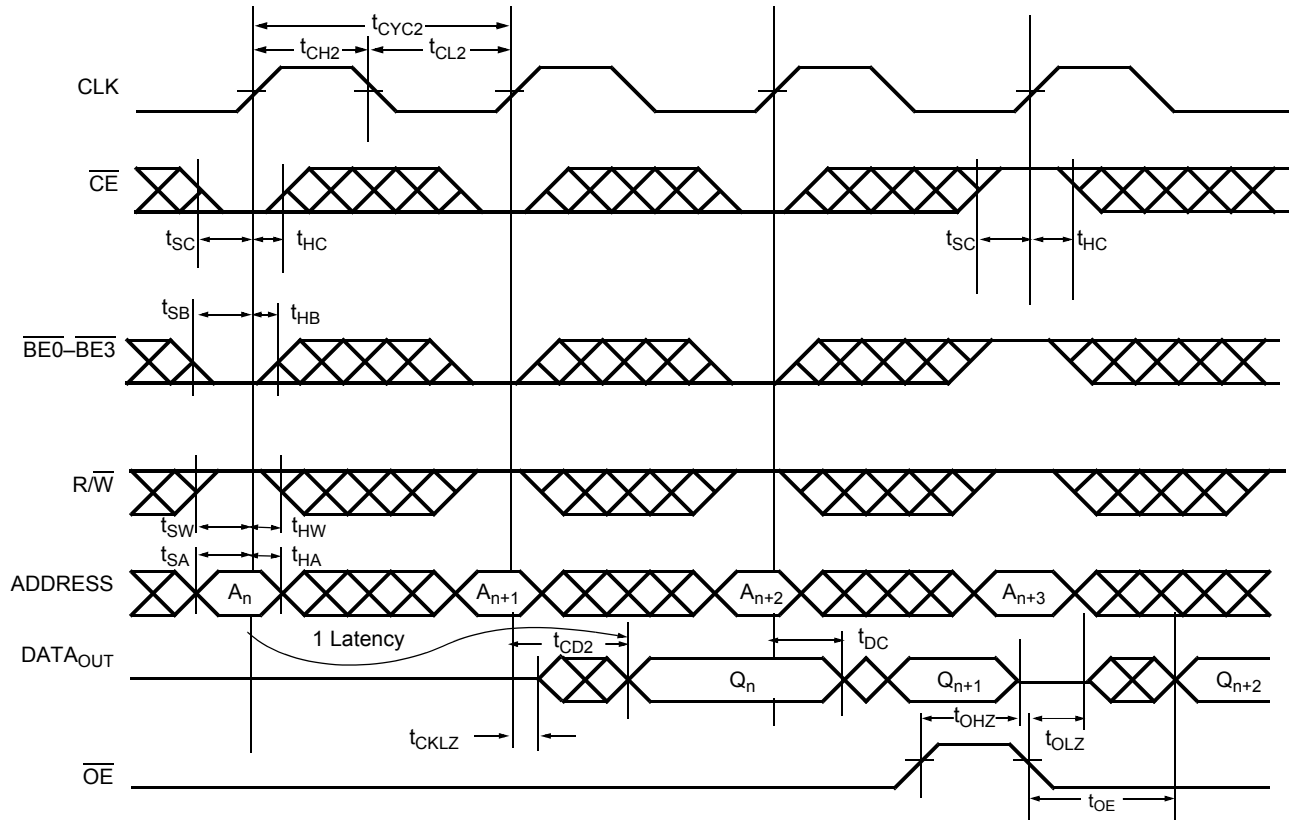 tCYC2
tCH2
tCL2
CLK
CE
tSC
tHC
tSC
tHC
tSB
tHB
BE0–BE3
R/W
tSW
tHW
tSA
tHA
ADDRESS
An
An+1
An+2
An+3
1 Latency
tCD2
tDC
DATAOUT
Qn
Qn+1
Qn+2
tOHZ
tCKLZ
tOLZ
OE
tOE